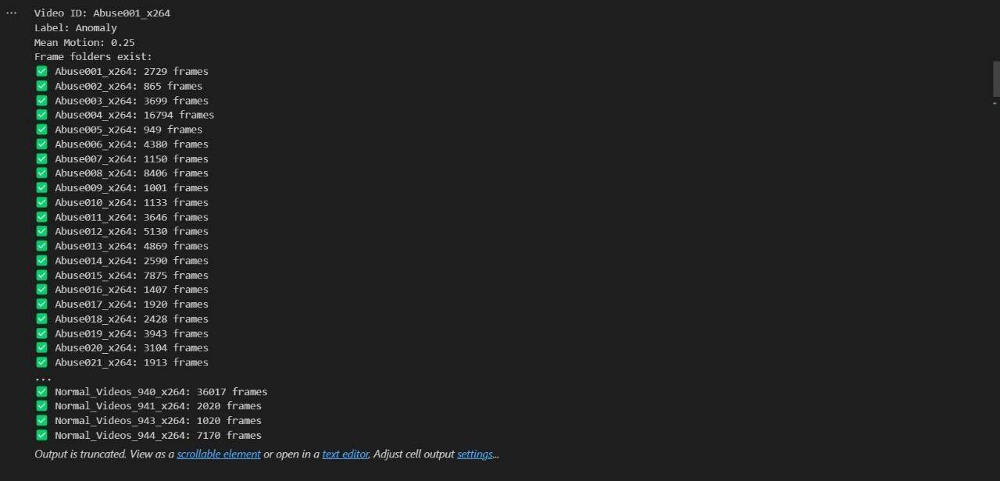 ...
Video ID: Abuse001_x264
Label: Anomaly
Mean Motion: 0.25
Frame folders exist:
✅ Abuse001_x264: 2729 frames
✅ Abuse002_x264: 865 frames
✅ Abuse003_x264: 3699 frames
✅ Abuse004_x264: 16794 frames
✅ Abuse005_x264: 949 frames
✅ Abuse006_x264: 4380 frames
✅ Abuse007_x264: 1150 frames
✅ Abuse008_x264: 8406 frames
✅ Abuse009_x264: 1001 frames
✅ Abuse010_x264: 1133 frames
✅ Abuse011_x264: 3646 frames
✅ Abuse012_x264: 5130 frames
✅ Abuse013_x264: 4869 frames
✅ Abuse014_x264: 2590 frames
✅ Abuse015_x264: 7875 frames
✅ Abuse016_x264: 1407 frames
✅ Abuse017_x264: 1920 frames
✅ Abuse018_x264: 2428 frames
✅ Abuse019_x264: 3943 frames
✅ Abuse020_x264: 3104 frames
✅ Abuse021_x264: 1913 frames
...
✅ Normal_Videos_940_x264: 36017 frames
✅ Normal_Videos_941_x264: 2020 frames
✅ Normal_Videos_943_x264: 1020 frames
✅ Normal_Videos_944_x264: 7170 frames
Output is truncated. View as a scrollable element or open in a text editor. Adjust cell output settings...